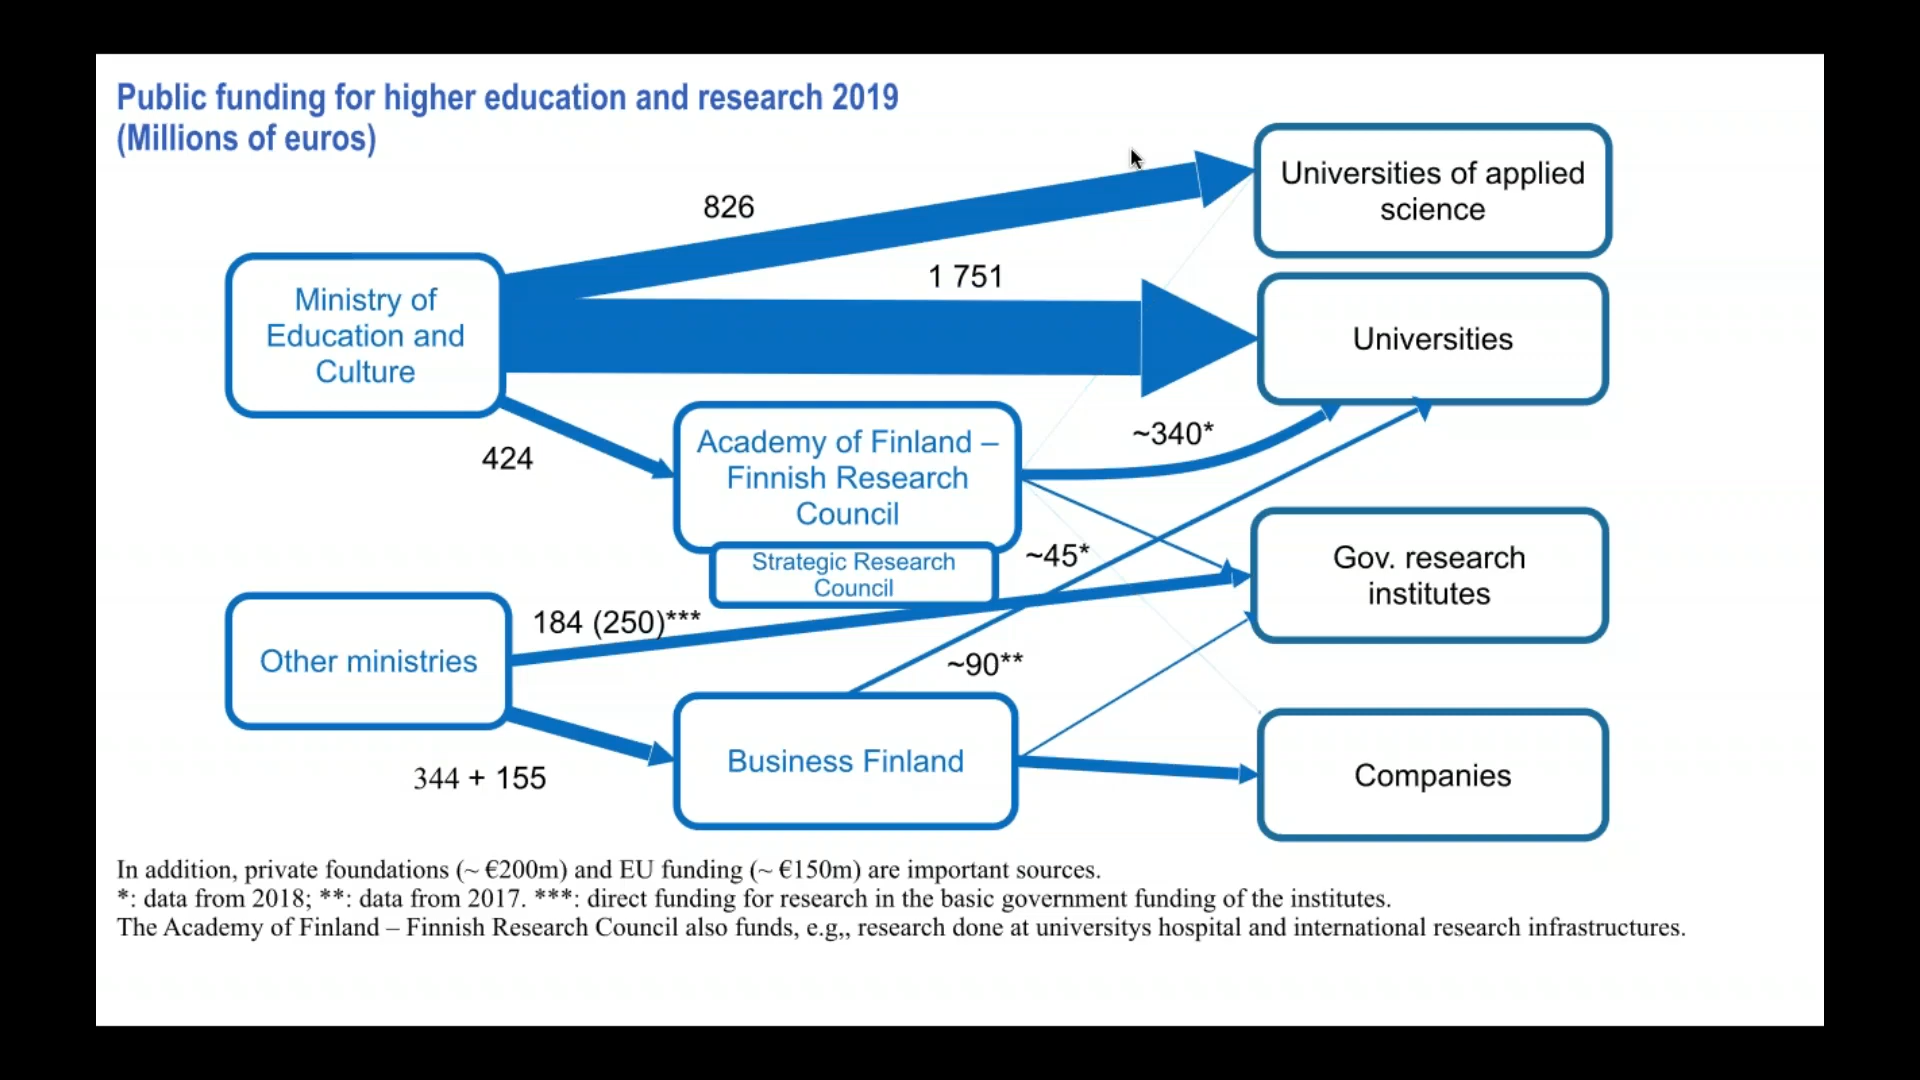 Public funding for higher education and research 2019
(Millions of euros)
826
Universities of applied
science
1 751
Ministry of
Education and
Culture
Universities
424
Academy of Finland –
Finnish Research
Council
~340*
Strategic Research
Council
~45*
Gov. research
institutes
184 (250)***
Other ministries
~90**
344 + 155
Business Finland
Companies
In addition, private foundations (~ €200m) and EU funding (~ €150m) are important sources.
*: data from 2018; **: data from 2017. ***: direct funding for research in the basic government funding of the institutes.
The Academy of Finland – Finnish Research Council also funds, e.g,, research done at universitys hospital and international research infrastructures.